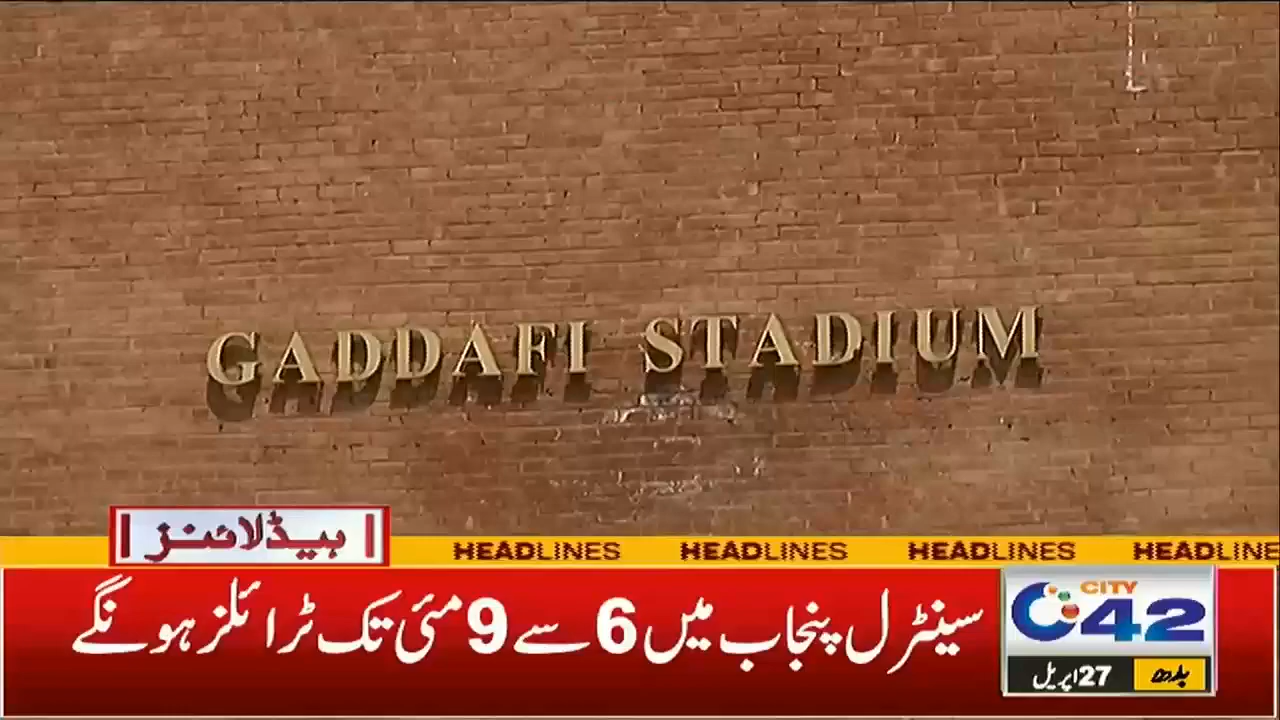 GADDAFI STADIUM
ہیڈلائنز
HEADLINES HEADLINES HEADLINES HEADLINE
سینٹرل پنجاب میں 6 سے 9 مئی تک ٹرائلز ہونگے
CITY
42
بدھ 27 اپریل